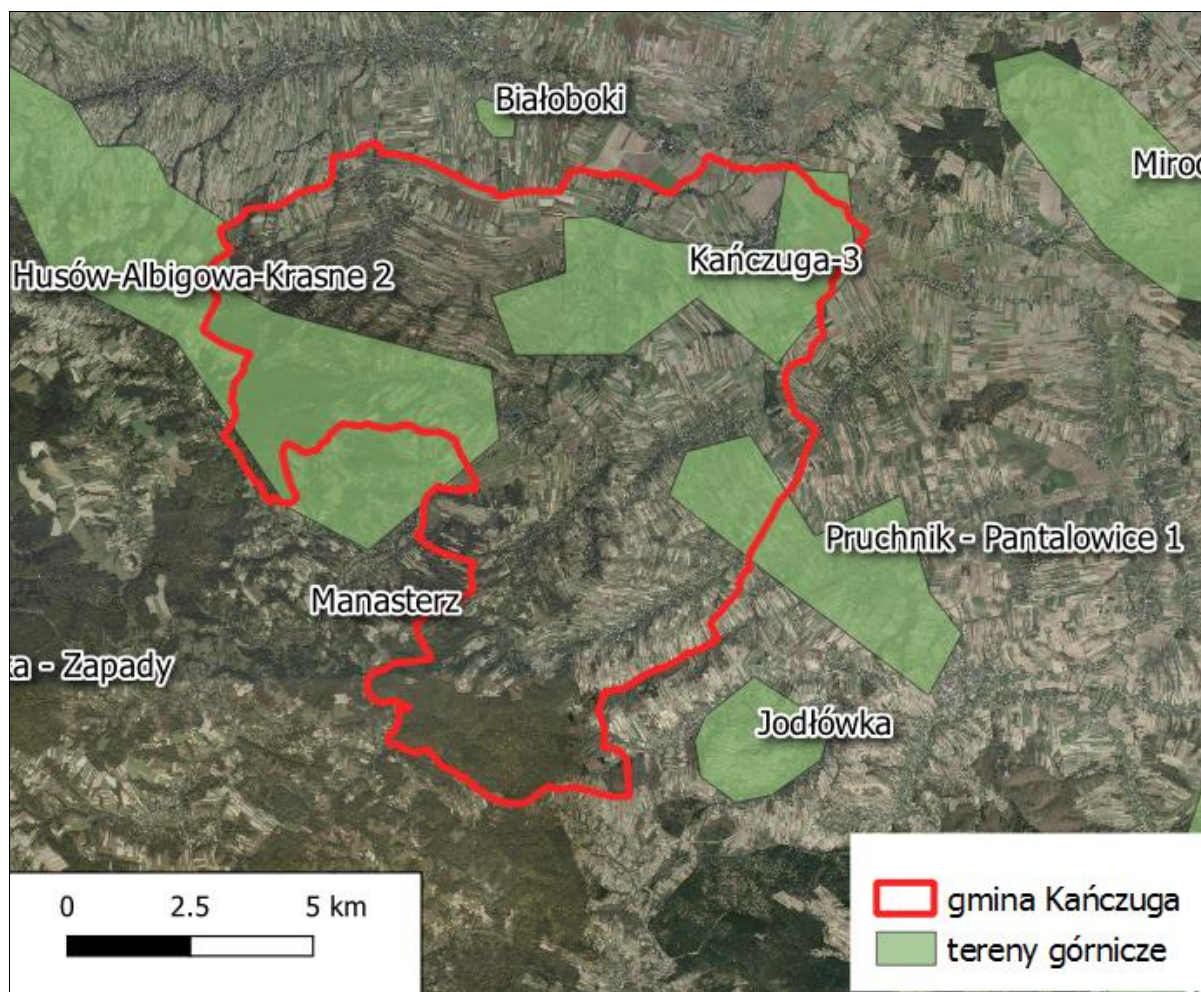 Białoboki
Miroc
Kańczuga-3
Husów-Albigowa-Krasne 2
Pruchnik - Pantalowice 1
Manasterz
ka - Zapady
Jodłówka
0 2.5 5 km
gmina Kańczuga
tereny górnicze